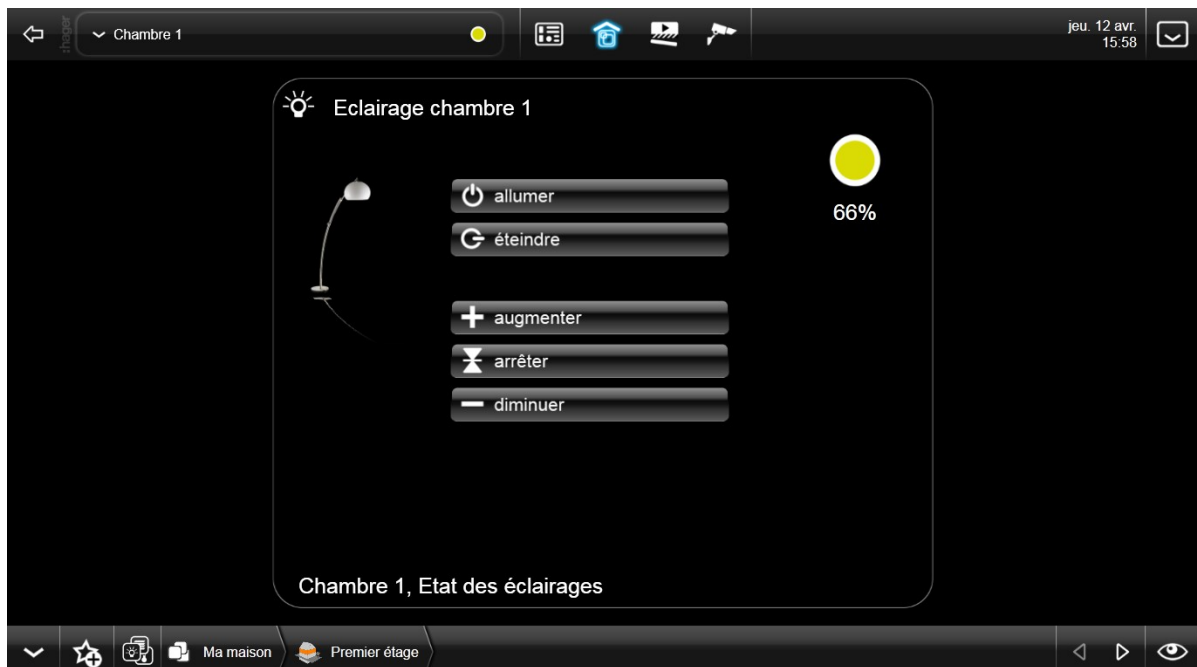 :hager
Chambre 1
jeu. 12 avr.
15:58
Eclairage chambre 1
allumer
66%
éteindre
augmenter
arrêter
diminuer
Chambre 1, Etat des éclairages
Ma maison
Premier étage